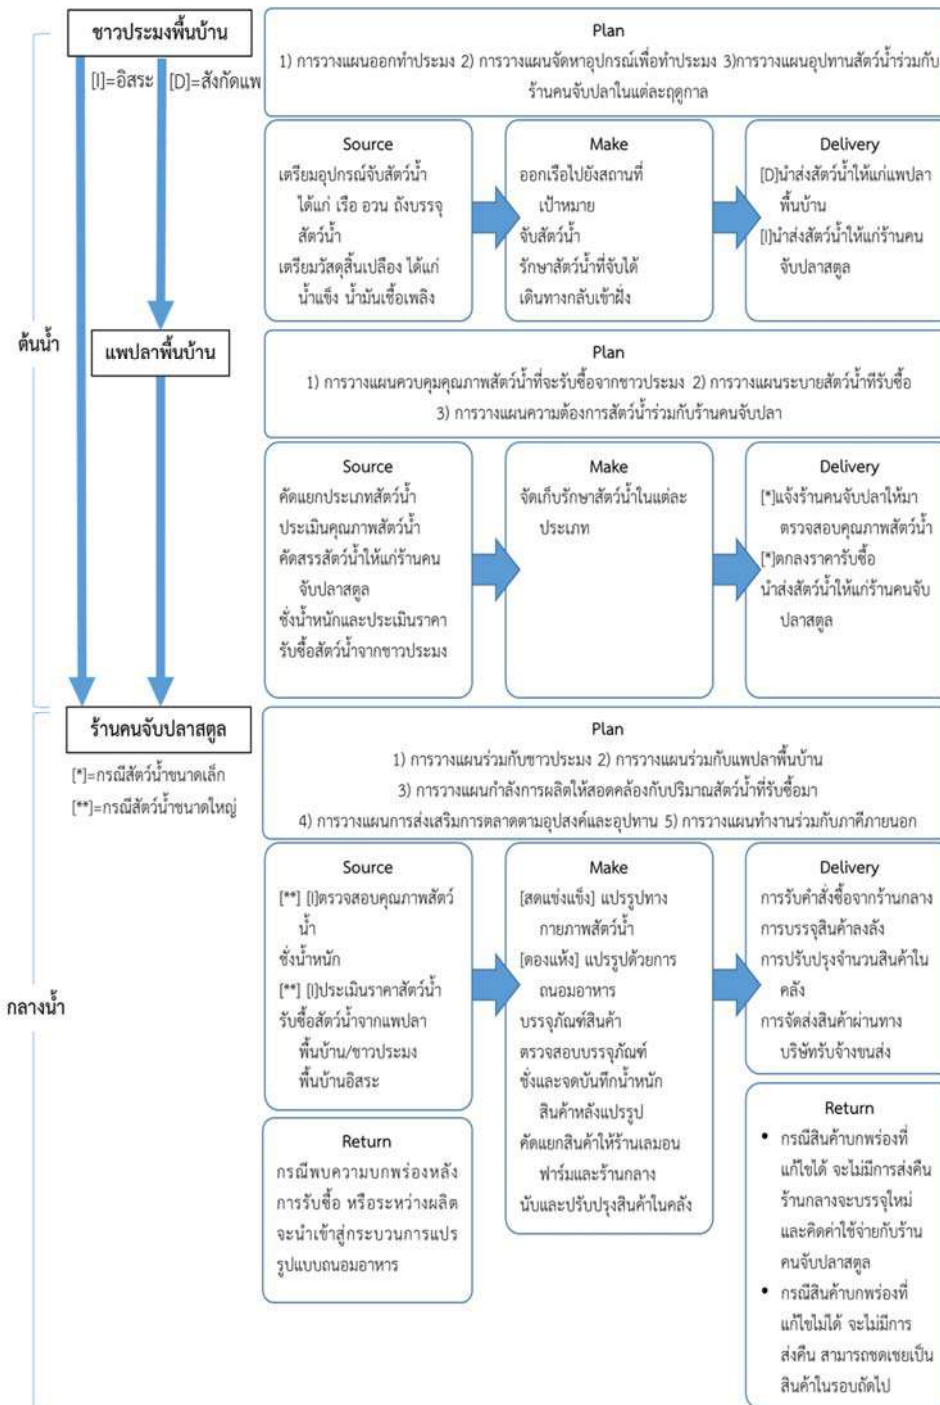 ชาวประมงพื้นบ้าน
[I]=อิสระ
[D]=สังกัดแพ
Plan
1) การวางแผนออกทำประมง 2) การวางแผนจัดหาอุปกรณ์เพื่อทำประมง 3)การวางแผนอุปทานสัตว์น้ำร่วมกับ
ร้านคนจับปลาในแต่ละฤดูกาล
Source
เตรียมอุปกรณ์จับสัตว์น้ำ
ได้แก่ เรือ อวน ถังบรรจุ
สัตว์น้ำ
เตรียมวัสดุสิ้นเปลือง ได้แก่
น้ำแข็ง น้ำมันเชื้อเพลิง
Make
ออกเรือไปยังสถานที่
เป้าหมาย
จับสัตว์น้ำ
รักษาสัตว์น้ำที่จับได้
เดินทางกลับเข้าฝั่ง
Delivery
[D]นำส่งสัตว์น้ำให้แก่แพปลา
พื้นบ้าน
[I]นำส่งสัตว์น้ำให้แก่ร้านคน
จับปลาสตูล
ต้นน้ำ
แพปลาพื้นบ้าน
Plan
1) การวางแผนควบคุมคุณภาพสัตว์น้ำที่จะรับซื้อจากชาวประมง 2) การวางแผนระบายสัตว์น้ำที่รับซื้อ
3) การวางแผนความต้องการสัตว์น้ำร่วมกับร้านคนจับปลา
Source
คัดแยกประเภทสัตว์น้ำ
ประเมินคุณภาพสัตว์น้ำ
คัดสรรสัตว์น้ำให้แก่ร้านคน
จับปลาสตูล
ชั่งน้ำหนักและประเมินราคา
รับซื้อสัตว์น้ำจากชาวประมง
Make
จัดเก็บรักษาสัตว์น้ำในแต่ละ
ประเภท
Delivery
[*]แจ้งร้านคนจับปลาให้มา
ตรวจสอบคุณภาพสัตว์น้ำ
[*]ตกลงราคารับซื้อ
นำส่งสัตว์น้ำให้แก่ร้านคนจับ
ปลาสตูล
ร้านคนจับปลาสตูล
[*]=กรณีสัตว์น้ำขนาดเล็ก
[**]=กรณีสัตว์น้ำขนาดใหญ่
Plan
1) การวางแผนร่วมกับชาวประมง 2) การวางแผนร่วมกับแพปลาพื้นบ้าน
3) การวางแผนกำลังการผลิตให้สอดคล้องกับปริมาณสัตว์น้ำที่รับซื้อมา
4) การวางแผนการส่งเสริมการตลาดตามอุปสงค์และอุปทาน 5) การวางแผนทำงานร่วมกับภาคีภายนอก
กลางน้ำ
Source
[**] [I]ตรวจสอบคุณภาพสัตว์
น้ำ
ชั่งน้ำหนัก
[**] [I]ประเมินราคาสัตว์น้ำ
รับซื้อสัตว์น้ำจากแพปลา
พื้นบ้าน/ชาวประมง
พื้นบ้านอิสระ
Make
[สดแช่งแข็ง] แปรรูปทาง
กายภาพสัตว์น้ำ
[ดองแห้ง] แปรรูปด้วยการ
ถนอมอาหาร
บรรจุภัณฑ์สินค้า
ตรวจสอบบรรจุภัณฑ์
ชั่งและจดบันทึกน้ำหนัก
สินค้าหลังแปรรูป
คัดแยกสินค้าให้ร้านเลมอน
ฟาร์มและร้านกลาง
นับและปรับปรุงสินค้าในคลัง
Delivery
การรับคำสั่งซื้อจากร้านกลาง
การบรรจุสินค้าลงลัง
การปรับปรุงจำนวนสินค้าใน
คลัง
การจัดส่งสินค้าผ่านทาง
บริษัทรับจ้างขนส่ง
Return
กรณีพบความบกพร่องหลัง
การรับซื้อ หรือระหว่างผลิต
จะนำเข้าสู่กระบวนการแปร
รูปแบบถนอมอาหาร
Return
• กรณีสินค้าบกพร่องที่
แก้ไขได้ จะไม่มีการส่งคืน
ร้านกลางจะบรรจุใหม่
และคิดค่าใช้จ่ายกับร้าน
คนจับปลาสตูล
• กรณีสินค้าบกพร่องที่
แก้ไขไม่ได้ จะไม่มีการ
ส่งคืน สามารถชดเชยเป็น
สินค้าในรอบถัดไป